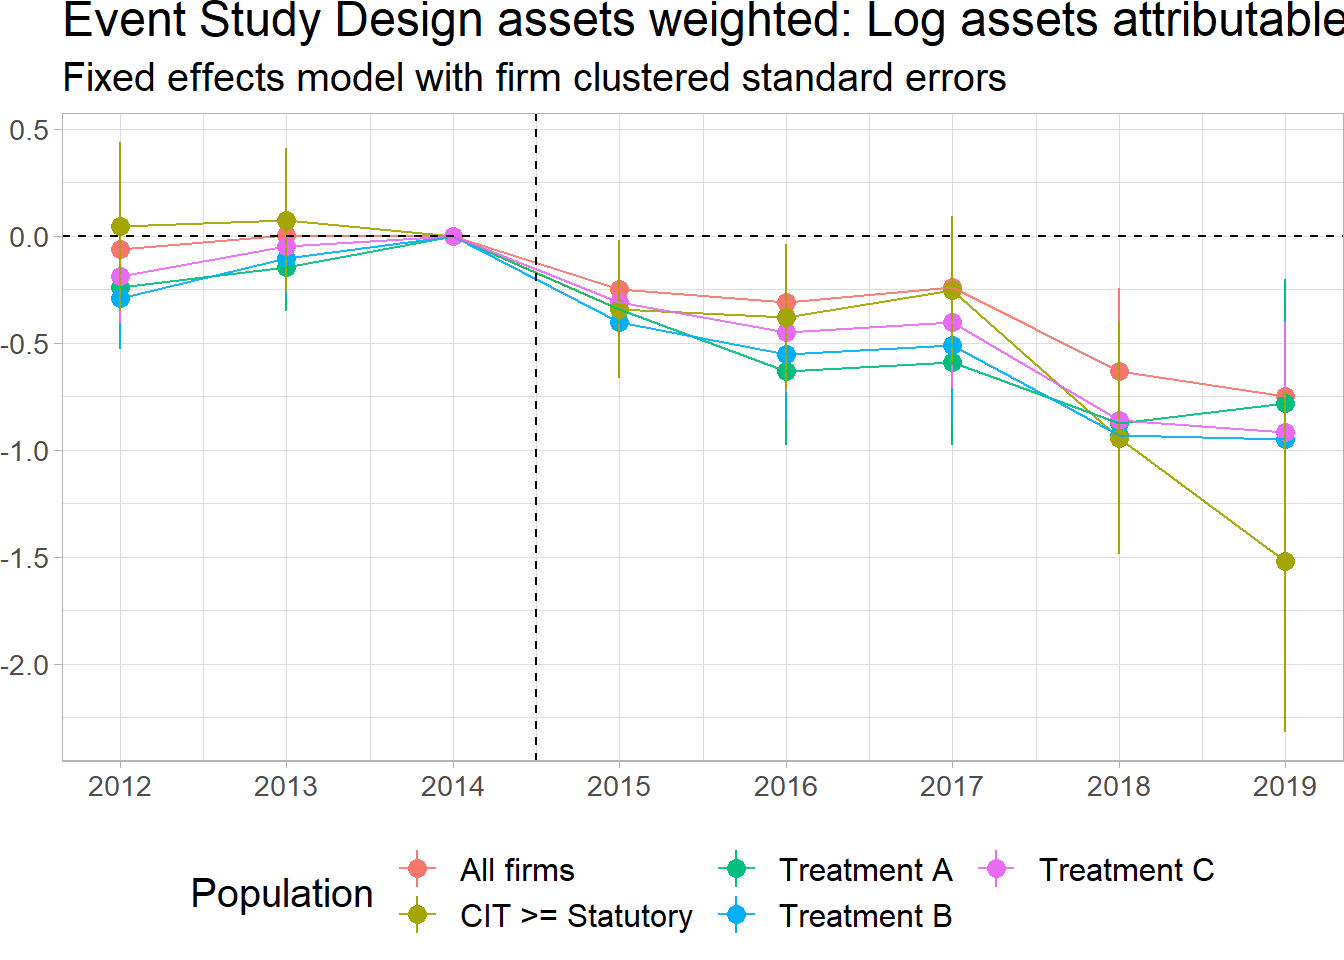 Event Study Design assets weighted: Log assets attributable
Fixed effects model with firm clustered standard errors
0.5
0.0
-0.5
-1.0
-1.5
-2.0
2012 2013 2014 2015 2016 2017 2018 2019
Population
All firms Treatment A Treatment C
CIT >= Statutory Treatment B